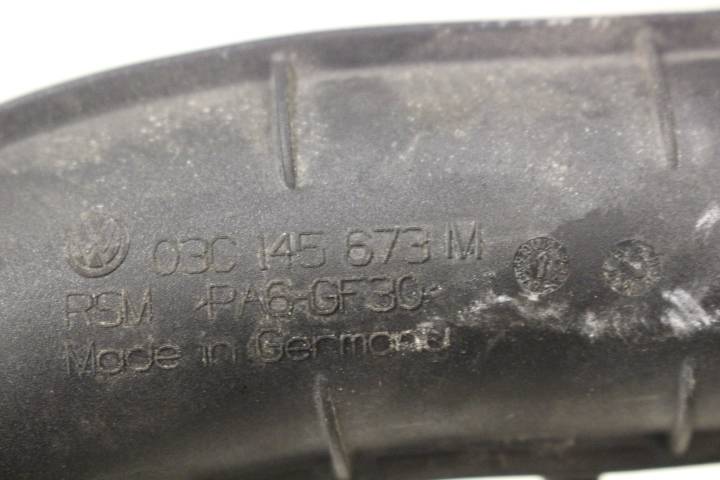 03C 145 673 M
RSM >PA6-GF30<
Made in Germany